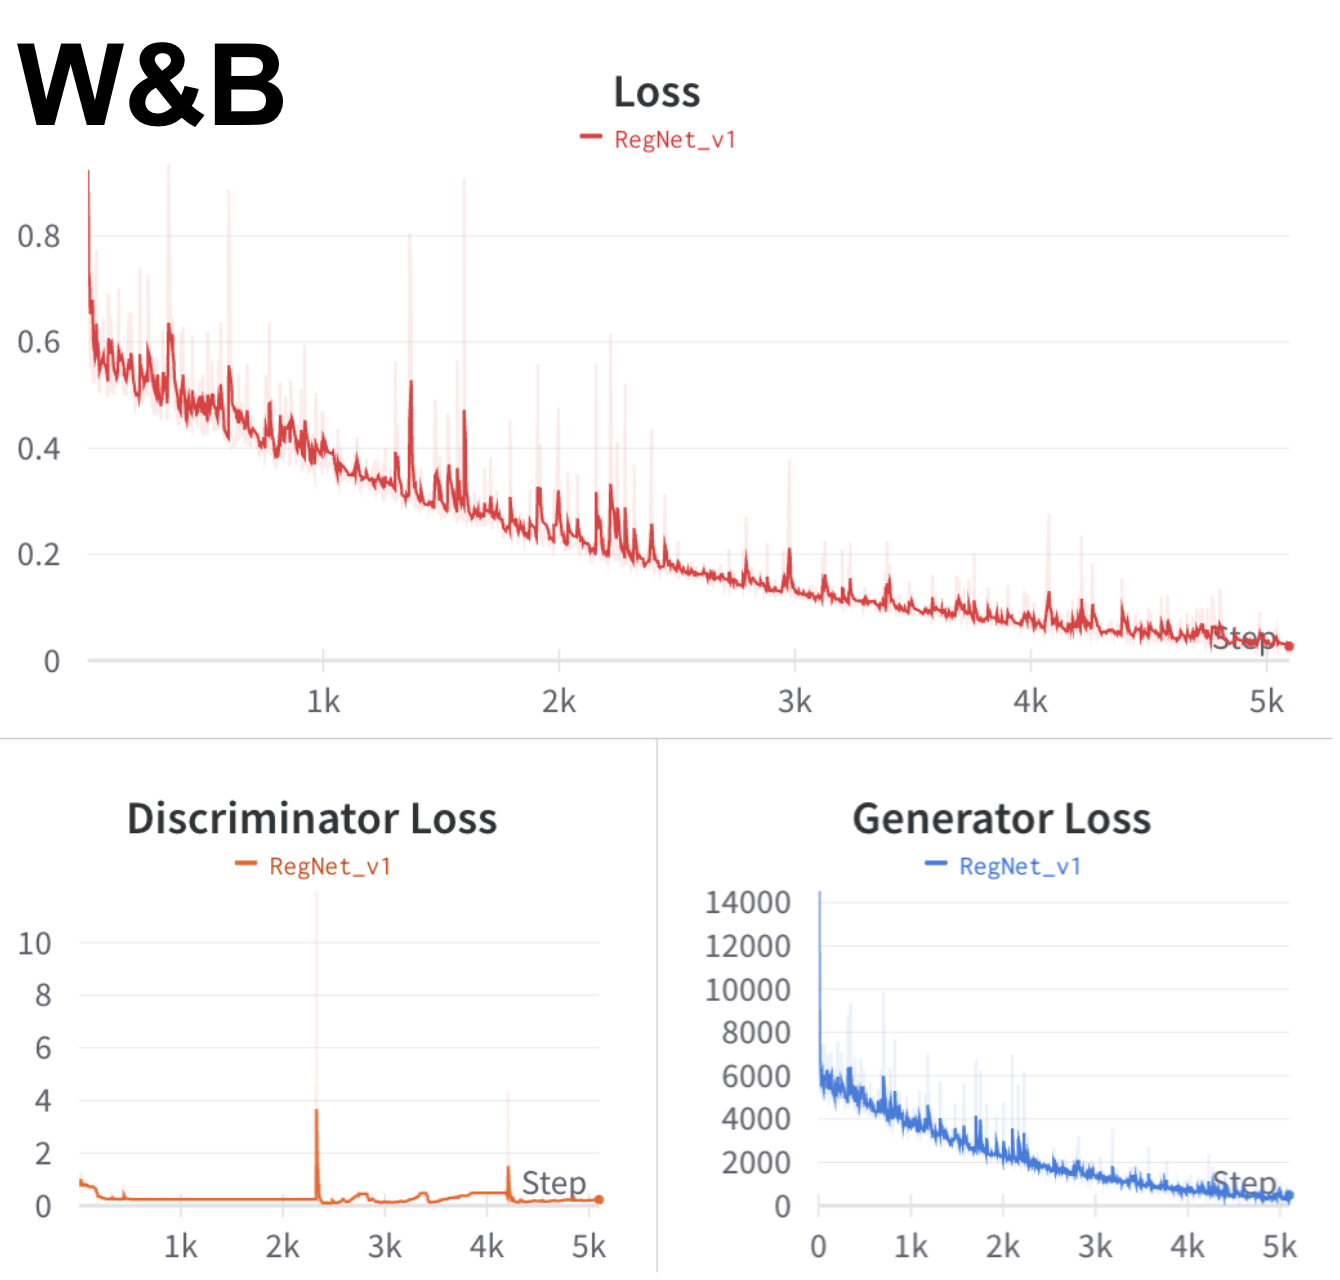 W&B
Loss
RegNet_v1
0.8
0.6
0.4
0.2
0
Step
1k 2k 3k 4k 5k
Discriminator Loss
RegNet_v1
10
8
6
4
2
0
Step
1k 2k 3k 4k 5k
Generator Loss
RegNet_v1
14000
12000
10000
8000
6000
4000
2000
0
Step
0 1k 2k 3k 4k 5k